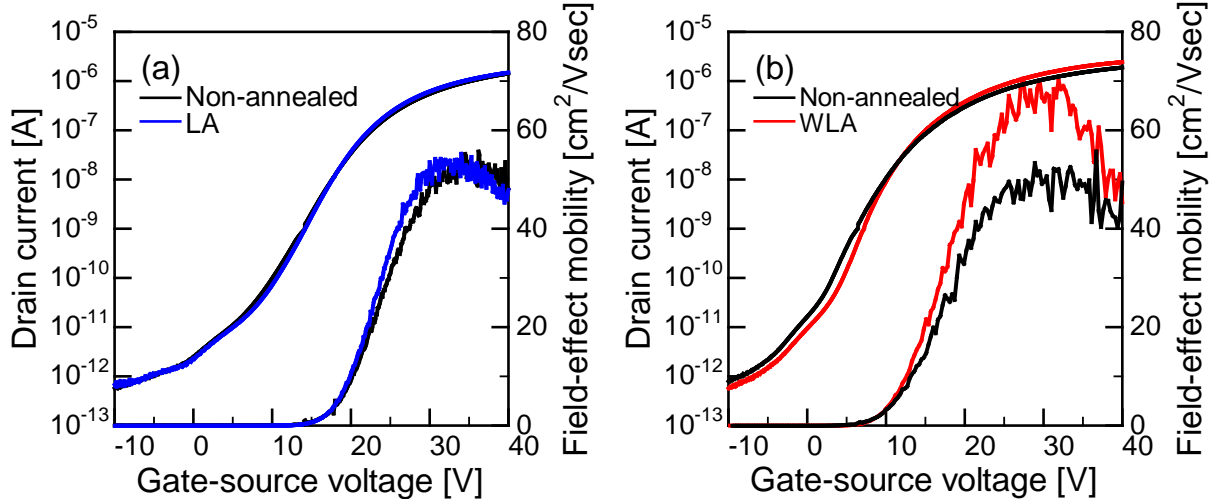 (a)
Non-annealed
LA
10⁻⁵
10⁻⁶
10⁻⁷
10⁻⁸
10⁻⁹
10⁻¹⁰
10⁻¹¹
10⁻¹²
10⁻¹³
Drain current [A]
80
60
40
20
0
Field-effect mobility [cm²/Vsec]
-10 0 10 20 30 40
Gate-source voltage [V]
(b)
Non-annealed
WLA
10⁻⁵
10⁻⁶
10⁻⁷
10⁻⁸
10⁻⁹
10⁻¹⁰
10⁻¹¹
10⁻¹²
10⁻¹³
Drain current [A]
80
60
40
20
0
Field-effect mobility [cm²/Vsec]
-10 0 10 20 30 40
Gate-source voltage [V]